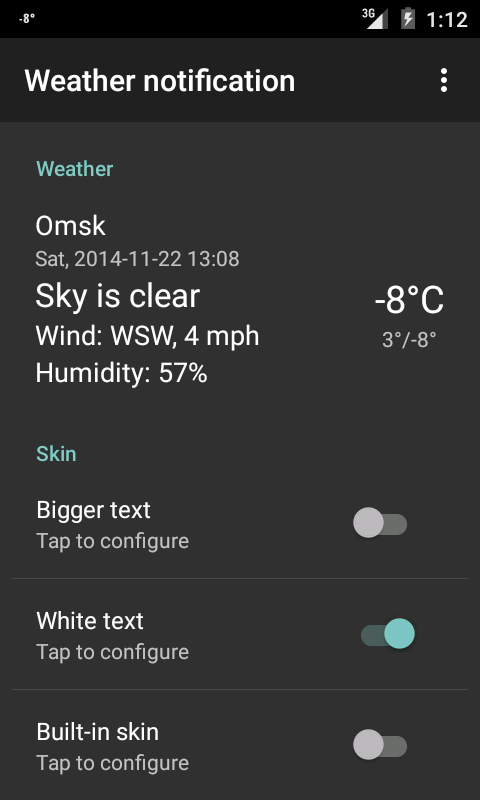 -8°
3G
1:12
Weather notification
Weather
Omsk
Sat, 2014-11-22 13:08
Sky is clear
-8°C
Wind: WSW, 4 mph
3°/-8°
Humidity: 57%
Skin
Bigger text
Tap to configure
White text
Tap to configure
Built-in skin
Tap to configure